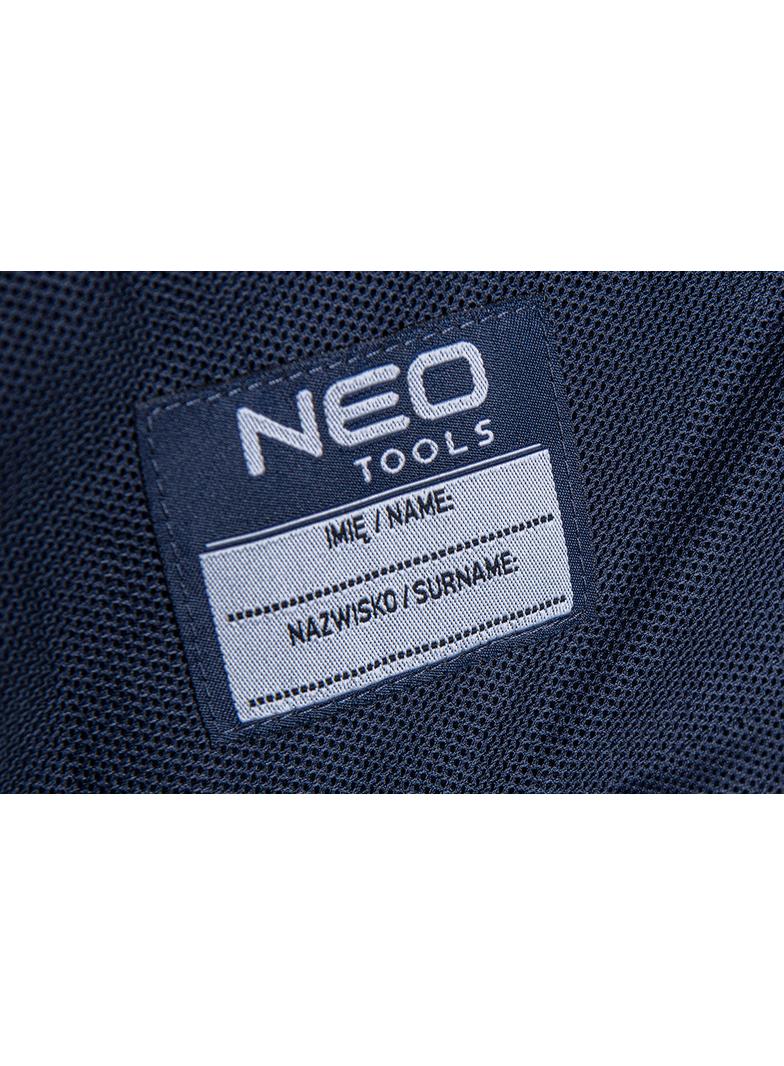 NEO
TOOLS
IMIĘ / NAME:
NAZWISKO / SURNAME: